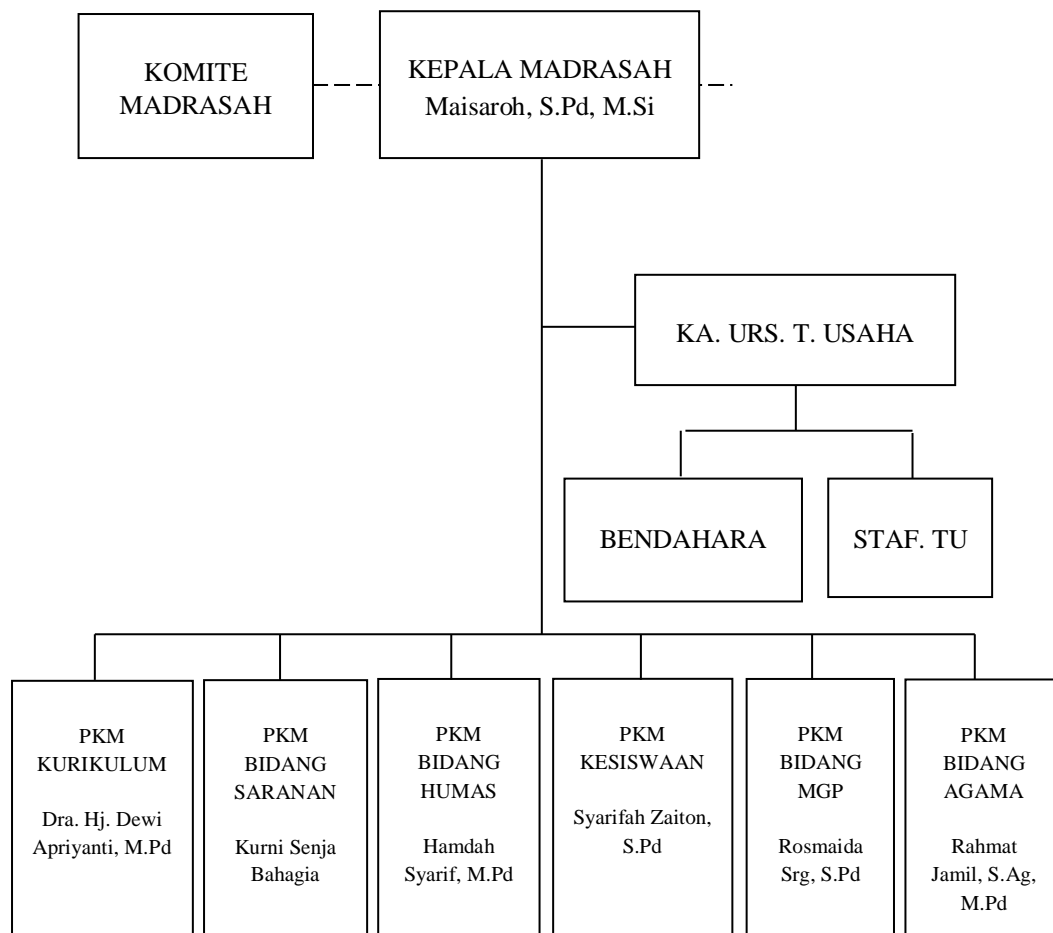 KOMITE
MADRASAH
KEPALA MADRASAH
Maisaroh, S.Pd, M.Si
KA. URS. T. USAHA
BENDAHARA
STAF. TU
PKM
KURIKULUM
Dra. Hj. Dewi
Apriyanti, M.Pd
PKM
BIDANG
SARANAN
Kurni Senja
Bahagia
PKM
BIDANG
HUMAS
Hamdah
Syarif, M.Pd
PKM
KESISWAAN
Syarifah Zaiton,
S.Pd
PKM
BIDANG
MGP
Rosmaida
Srg, S.Pd
PKM
BIDANG
AGAMA
Rahmat
Jamil, S.Ag,
M.Pd